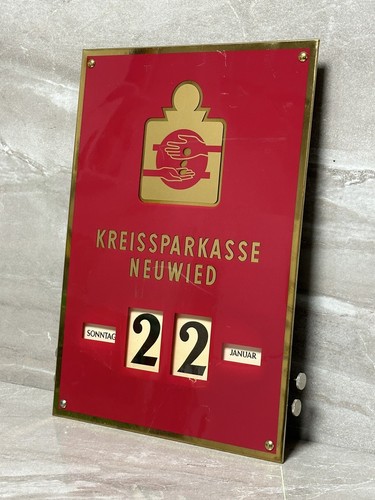 KREISSPARKASSE
NEUWIED
SONNTAG 22 JANUAR